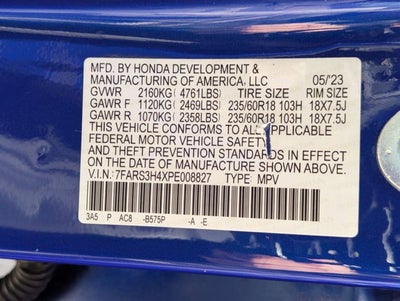 MFD. BY HONDA DEVELOPMENT &
MANUFACTURING OF AMERICA, LLC 05/'23
GVWR 2160KG (4761LBS) TIRE SIZE RIM SIZE
GAWR F 1120KG (2469LBS) 235/60R18 103H 18X7.5J
GAWR R 1070KG (2358LBS) 235/60R18 103H 18X7.5J
THIS VEHICLE CONFORMS TO ALL APPLICABLE
FEDERAL MOTOR VEHICLE SAFETY
AND THEFT PREVENTION STANDARDS IN EFFECT
ON THE DATE OF MANUFACTURE SHOWN ABOVE.
V.I.N.:7FARS3H4XPE008827 TYPE MPV
3A5 P AC8 -B575P -A -E